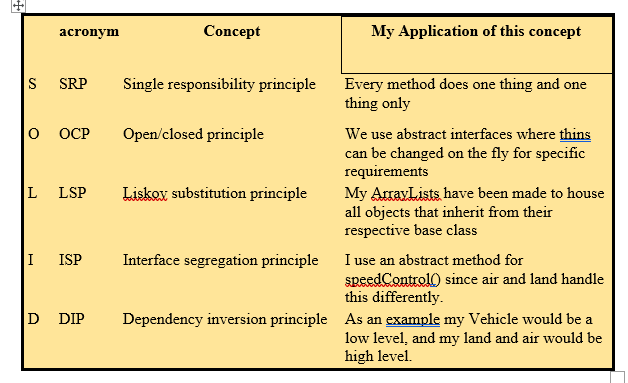 acronym Concept My Application of this concept
S SRP Single responsibility principle Every method does one thing and one
thing only
O OCP Open/closed principle We use abstract interfaces where thins
can be changed on the fly for specific
requirements
L LSP Liskov substitution principle My ArrayLists have been made to house
all objects that inherit from their
respective base class
I ISP Interface segregation principle I use an abstract method for
speedControl() since air and land handle
this differently.
D DIP Dependency inversion principle As an example my Vehicle would be a
low level, and my land and air would be
high level.